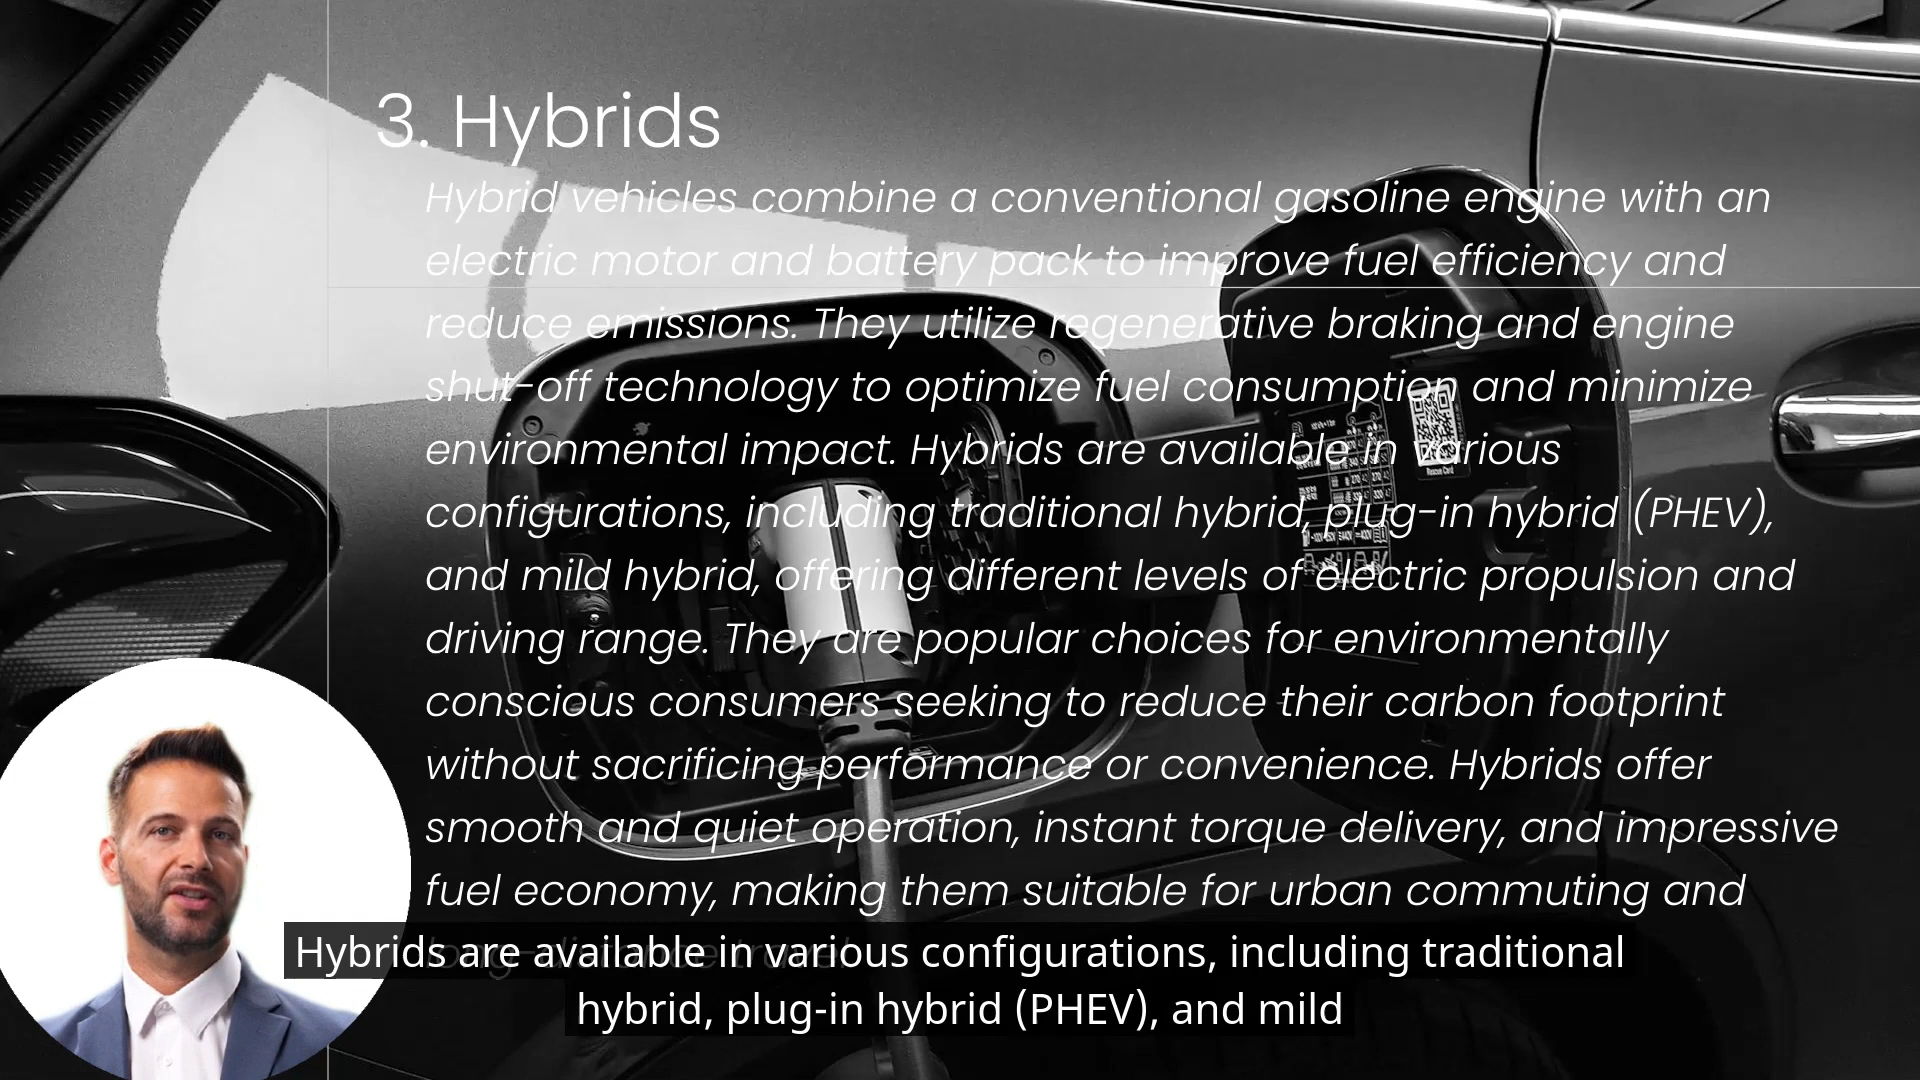 3. Hybrids
Hybrid vehicles combine a conventional gasoline engine with an
electric motor and battery pack to improve fuel efficiency and
reduce emissions. They utilize regenerative braking and engine
shut-off technology to optimize fuel consumption and minimize
environmental impact. Hybrids are available in various
configurations, including traditional hybrid, plug-in hybrid (PHEV),
and mild hybrid, offering different levels of electric propulsion and
driving range. They are popular choices for environmentally
conscious consumers seeking to reduce their carbon footprint
without sacrificing performance or convenience. Hybrids offer
smooth and quiet operation, instant torque delivery, and impressive
fuel economy, making them suitable for urban commuting and
long-distance travel.
Hybrids are available in various configurations, including traditional
hybrid, plug-in hybrid (PHEV), and mild
Rescue Card